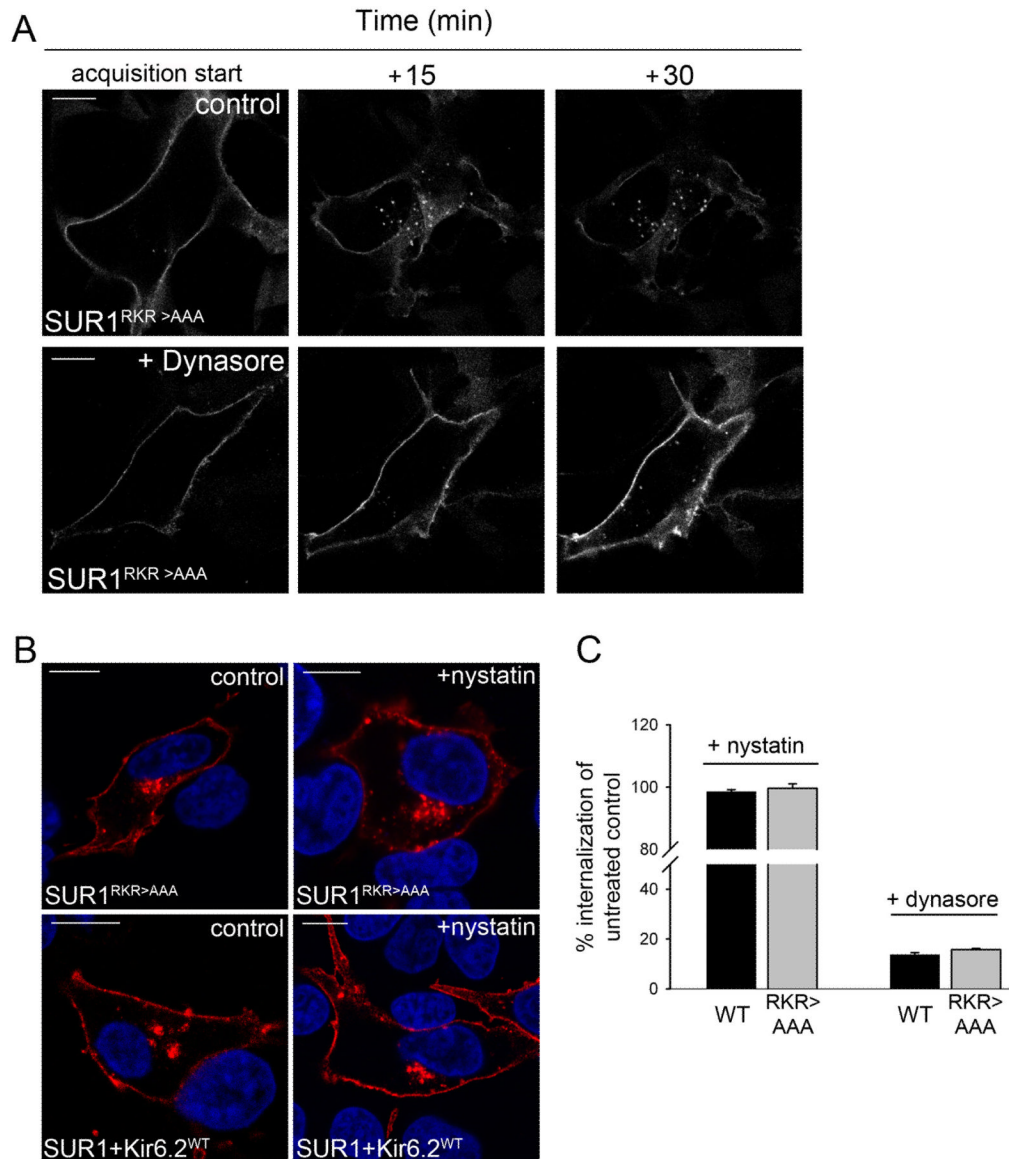 A
Time (min)
acquisition start +15 +30
control
SUR1RKR >AAA
+ Dynasore
SUR1RKR >AAA
B
control
SUR1RKR>AAA
+nystatin
SUR1RKR>AAA
control
SUR1+Kir6.2WT
+nystatin
SUR1+Kir6.2WT
C
% internalization of
untreated control
120
100
80
60
40
20
0
+ nystatin
+ dynasore
WT
RKR>
AAA
WT
RKR>
AAA